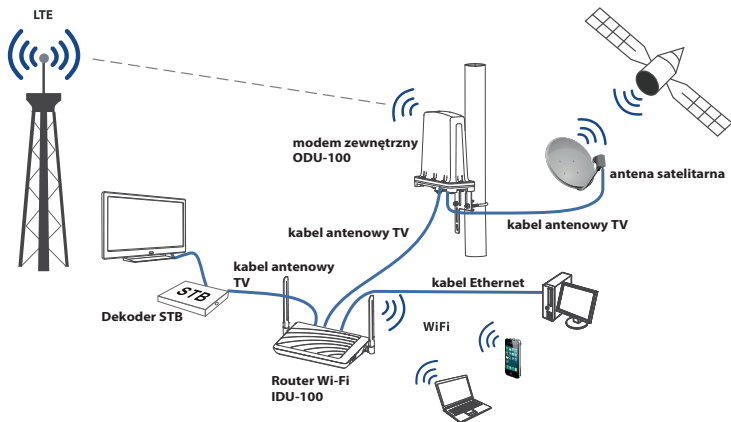 LTE
modem zewnętrzny
ODU-100
antena satelitarna
kabel antenowy TV
kabel antenowy TV
kabel antenowy
TV
kabel Ethernet
STB
Dekoder STB
WiFi
Router Wi-Fi
IDU-100